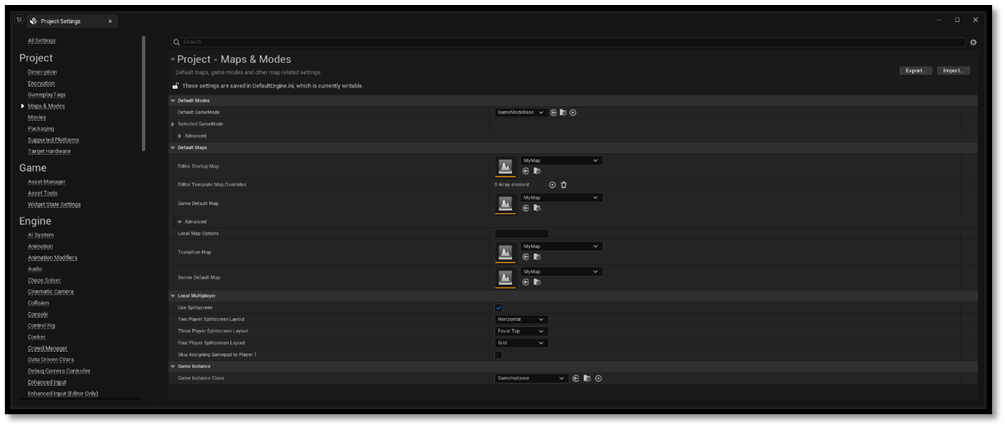 Project Settings
All Settings
Project
Description
Encryption
GameplayTags
Maps & Modes
Movies
Packaging
Supported Platforms
Target Hardware
Game
Asset Manager
Asset Tools
Widget State Settings
Engine
AI System
Animation
Animation Modifiers
Audio
Chaos Solver
Cinematic Camera
Collision
Console
Control Rig
Cooker
Crowd Manager
Data Driven CVars
Debug Camera Controller
Enhanced Input
Enhanced Input (Editor Only)
Search
Project - Maps & Modes
Default maps, game modes and other map-related settings.
Export...
Import...
These settings are saved in DefaultEngine.ini, which is currently writable.
Default Modes
Default GameMode
GameModeBase
Selected GameMode
Advanced
Default Maps
Editor Startup Map
MyMap
Editor Template Map Overrides
0 Array element
Game Default Map
MyMap
Advanced
Local Map Options
Transition Map
MyMap
Server Default Map
MyMap
Local Multiplayer
Use Splitscreen
Two Player Splitscreen Layout
Horizontal
Three Player Splitscreen Layout
Favor Top
Four Player Splitscreen Layout
Grid
Skip Assigning Gamepad to Player 1
Game Instance
Game Instance Class
GameInstance